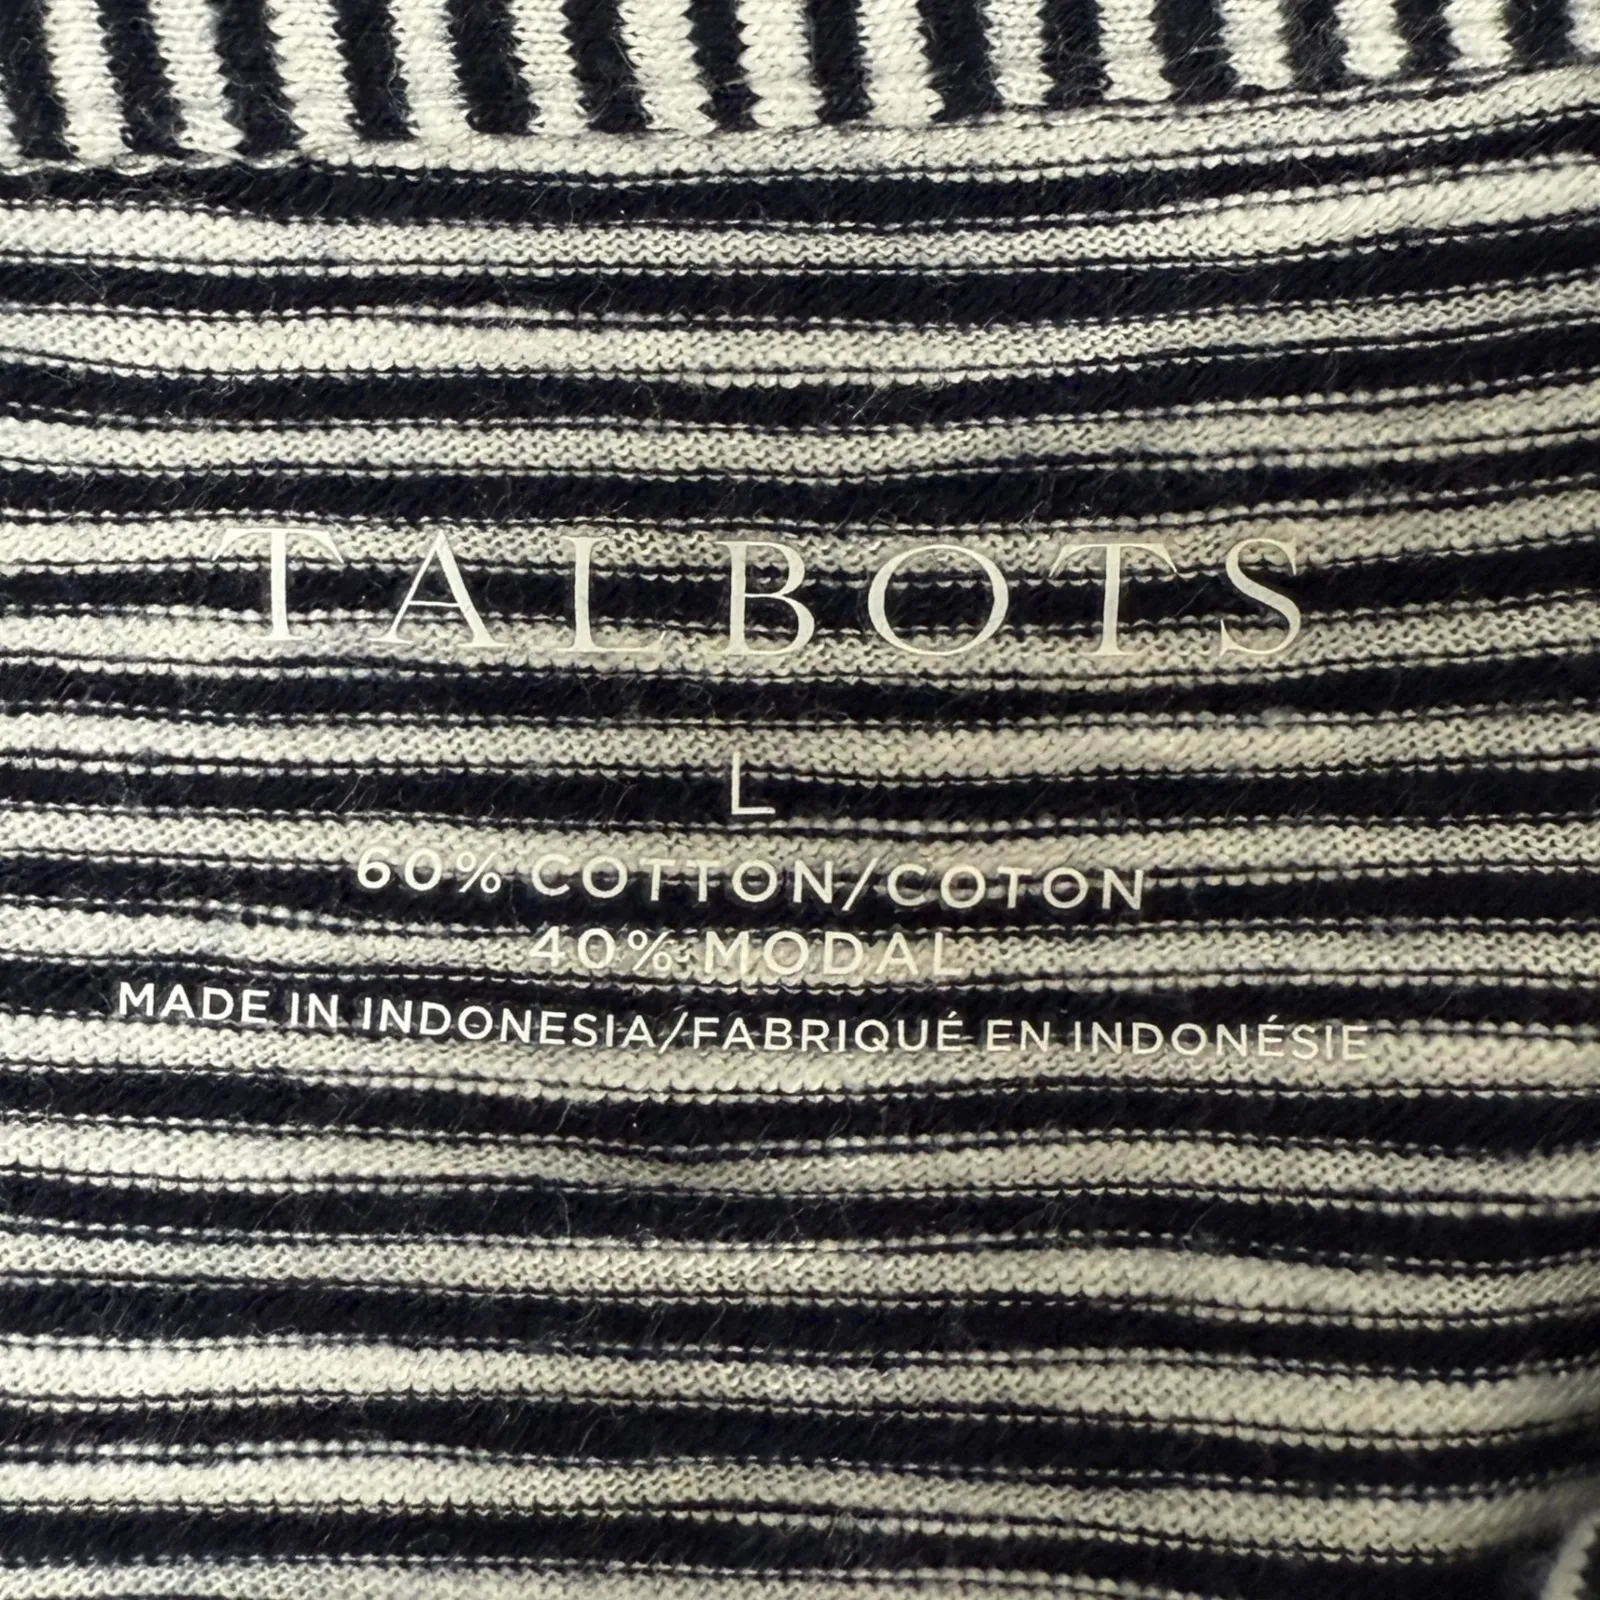 TALBOTS
L
60% COTTON/COTON
40% MODAL
MADE IN INDONESIA/FABRIQUÉ EN INDONÉSIE